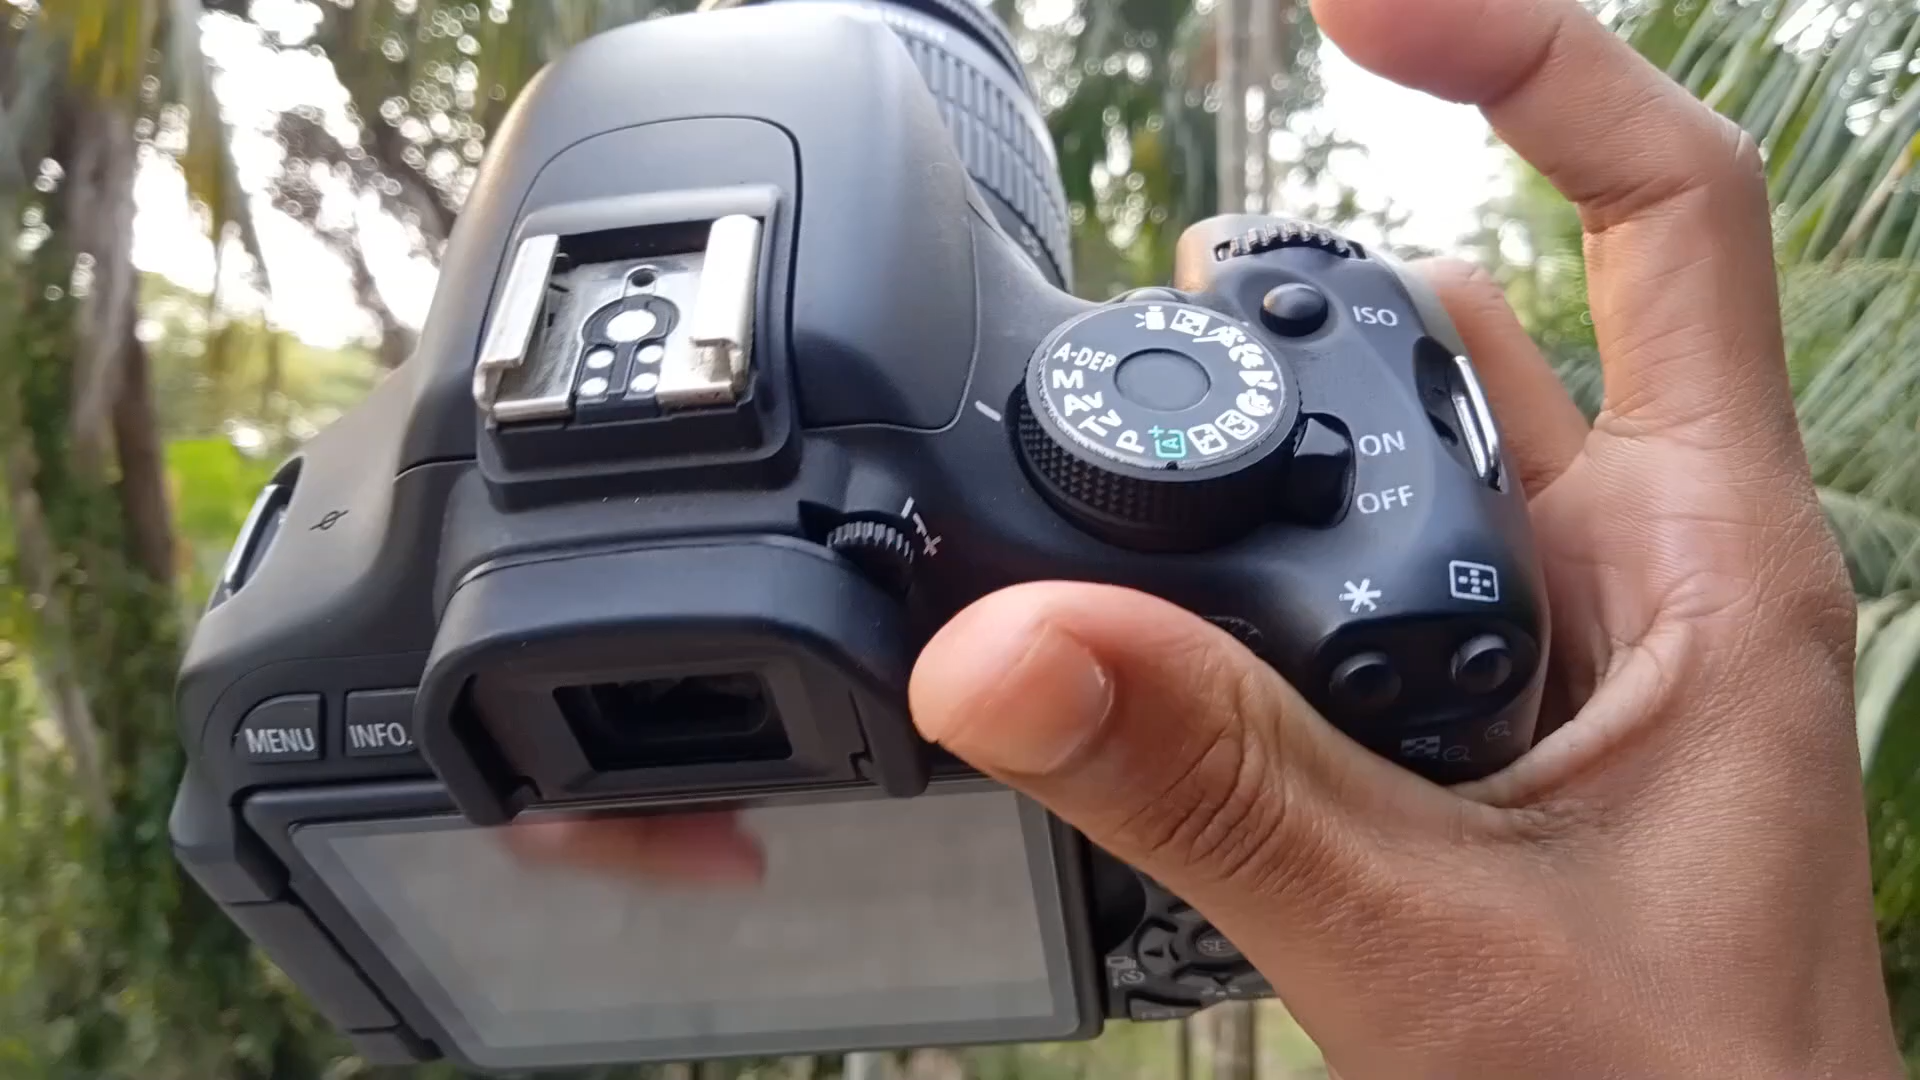 ISO
A-DEP
M
Av
Tv
P
A+
ON
OFF
- +
MENU
INFO.